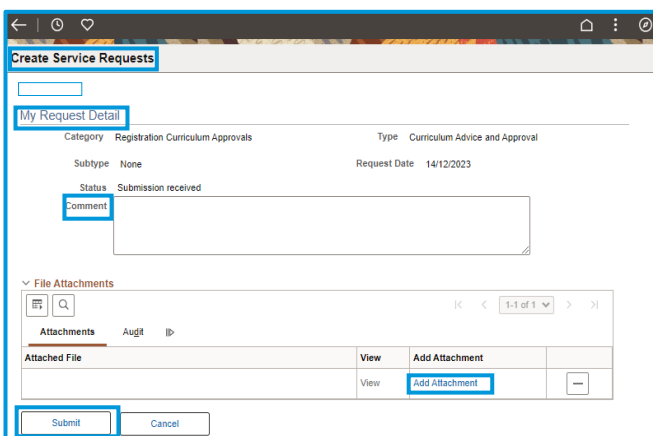 Create Service Requests
My Request Detail
Category Registration Curriculum Approvals Type Curriculum Advice and Approval
Subtype None Request Date 14/12/2023
Status Submission received
Comment
File Attachments
1-1 of 1
Attachments Audit
Attached File View Add Attachment
View Add Attachment
Submit Cancel